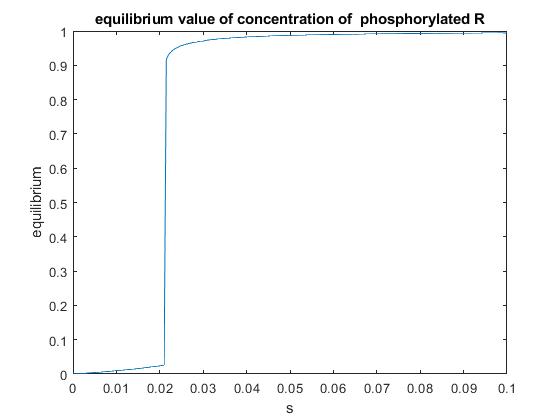 equilibrium value of concentration of  phosphorylated R
1
0.9
0.8
0.7
0.6
0.5
0.4
0.3
0.2
0.1
0
equilibrium
0 0.01 0.02 0.03 0.04 0.05 0.06 0.07 0.08 0.09 0.1
s